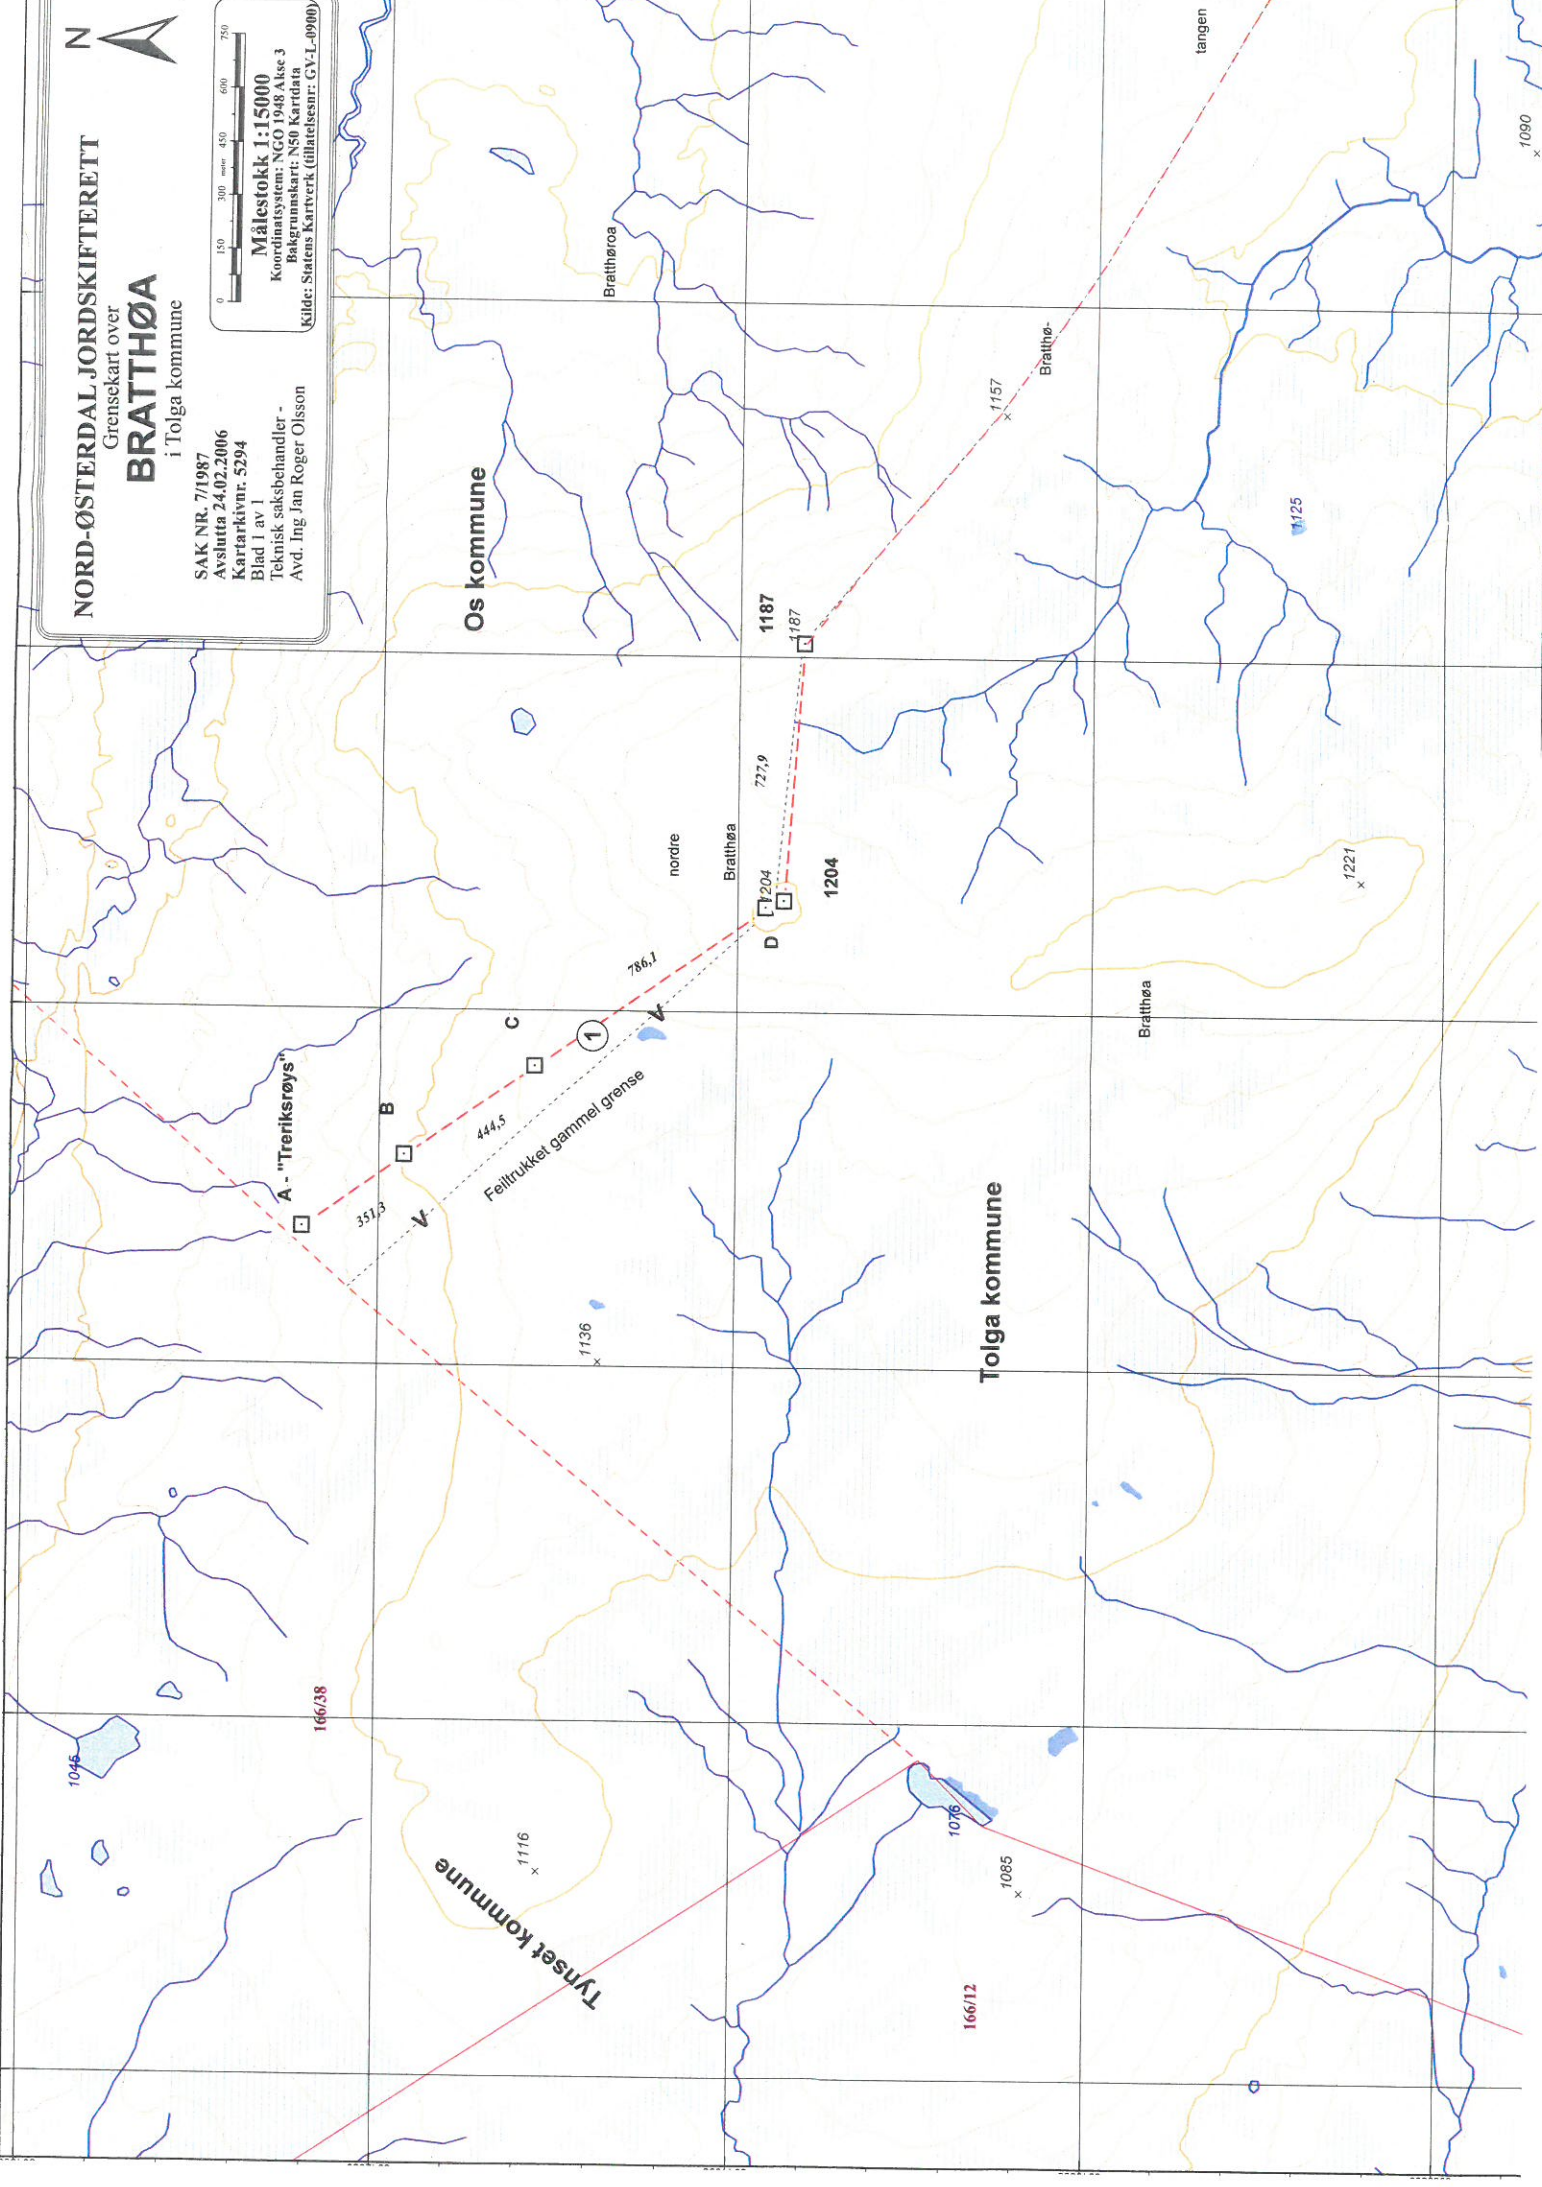 NORD-ØSTERDAL JORDSKIFTERETT
Grensekart over
BRATTHØA
i Tolga kommune
SAK NR. 7/1987
Avslutta 24.02.2006
Kartarkivnr. 5294
Blad 1 av 1
Teknisk saksbehandler -
Avd. Ing Jan Roger Olsson
N
0 150 300 meter 450 600 750
Målestokk 1:15000
Koordinatsystem: NGO 1948 Akse 3
Bakgrunnskart: N50 Kartdata
Kilde: Statens Kartverk (tillatelsesnr: GV-L-0900)
Os kommune
Bratthøroa
tangen
1090
1157
Bratthø-
1125
1187
1187
727,9
nordre
Bratthøa
1204
1204
D
786,1
1221
Bratthøa
C
1
B
444,5
A - "Treriksrøys"
351,3
Feiltrukket gammel grense
1136
Tolga kommune
166/38
1046
1116
Tynset kommune
1076
1085
166/12